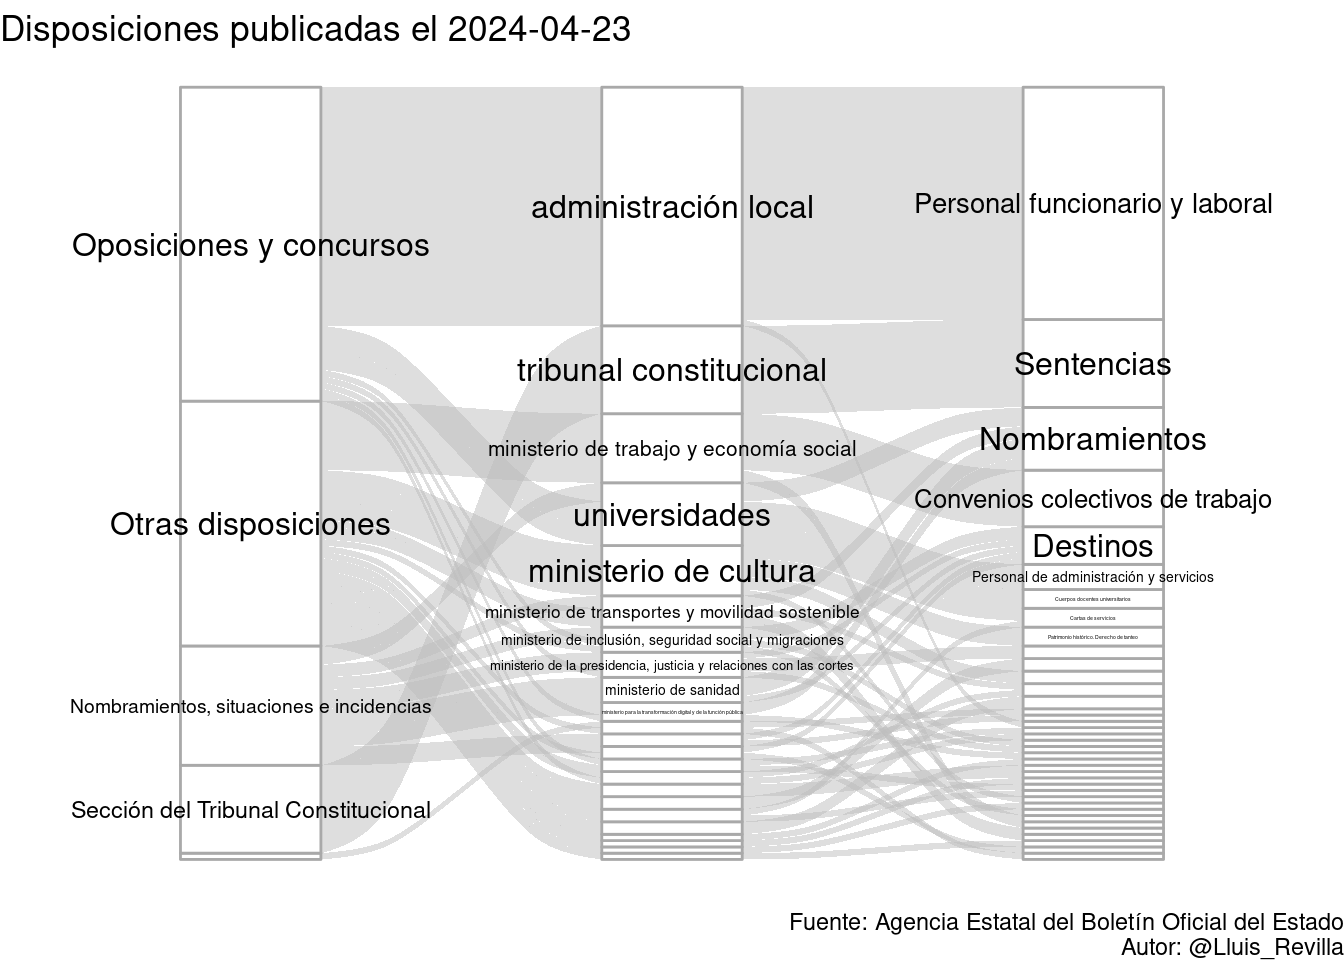 Disposiciones publicadas el 2024-04-23
Oposiciones y concursos
Otras disposiciones
Nombramientos, situaciones e incidencias
Sección del Tribunal Constitucional
administración local
tribunal constitucional
ministerio de trabajo y economía social
universidades
ministerio de cultura
ministerio de transportes y movilidad sostenible
ministerio de inclusión, seguridad social y migraciones
ministerio de la presidencia, justicia y relaciones con las cortes
ministerio de sanidad
ministerio para la transformación digital y de la función pública
Personal funcionario y laboral
Sentencias
Nombramientos
Convenios colectivos de trabajo
Destinos
Personal de administración y servicios
Cuerpos docentes universitarios
Cartas de servicios
Patrimonio histórico. Derecho de tanteo
Fuente: Agencia Estatal del Boletín Oficial del Estado
Autor: @Lluis_Revilla